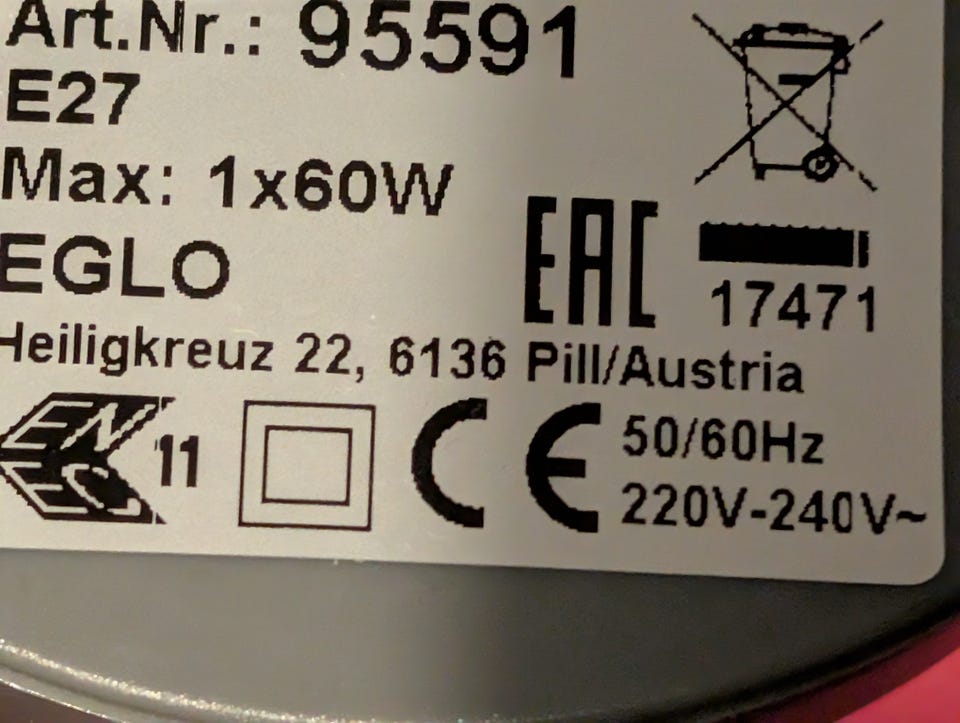 Art.Nr.: 95591
E27
Max: 1x60W
EGLO
EAC
17471
Heiligkreuz 22, 6136 Pill/Austria
ENEC 11
CE
50/60Hz
220V-240V~